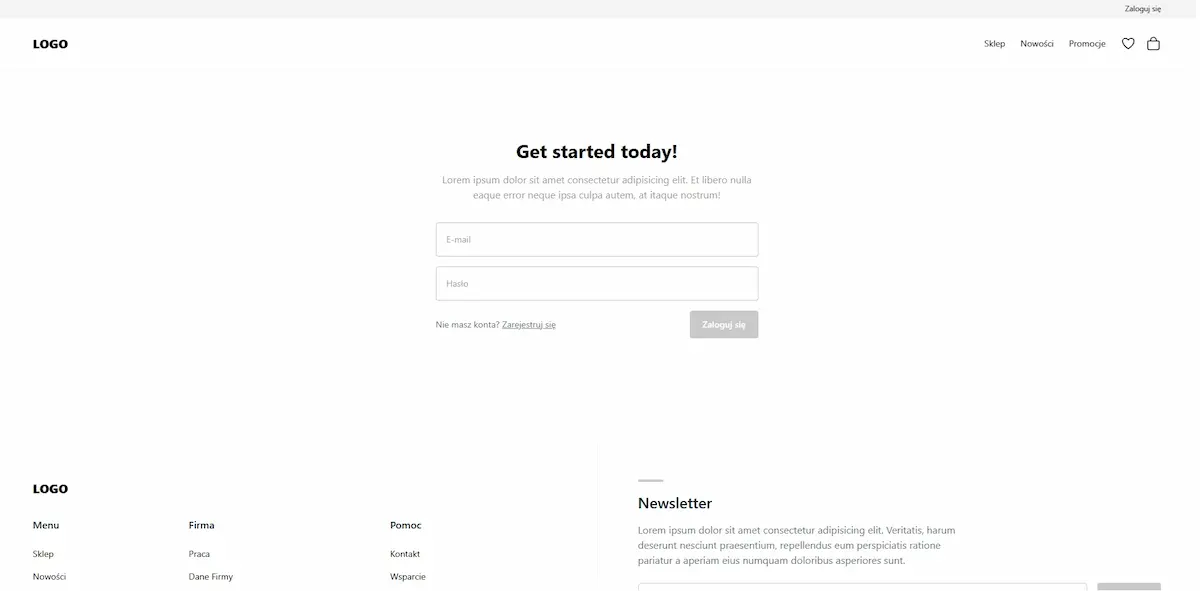 Zaloguj się
LOGO
Sklep Nowości Promocje
Get started today!
Lorem ipsum dolor sit amet consectetur adipisicing elit. Et libero nulla
eaque error neque ipsa culpa autem, at itaque nostrum!
E-mail
Hasło
Nie masz konta? Zarejestruj się
Zaloguj się
LOGO
Menu
Sklep
Nowości
Firma
Praca
Dane Firmy
Pomoc
Kontakt
Wsparcie
Newsletter
Lorem ipsum dolor sit amet consectetur adipisicing elit. Veritatis, harum
deserunt nesciunt praesentium, repellendus eum perspiciatis ratione
pariatur a aperiam eius numquam doloribus asperiores sunt.